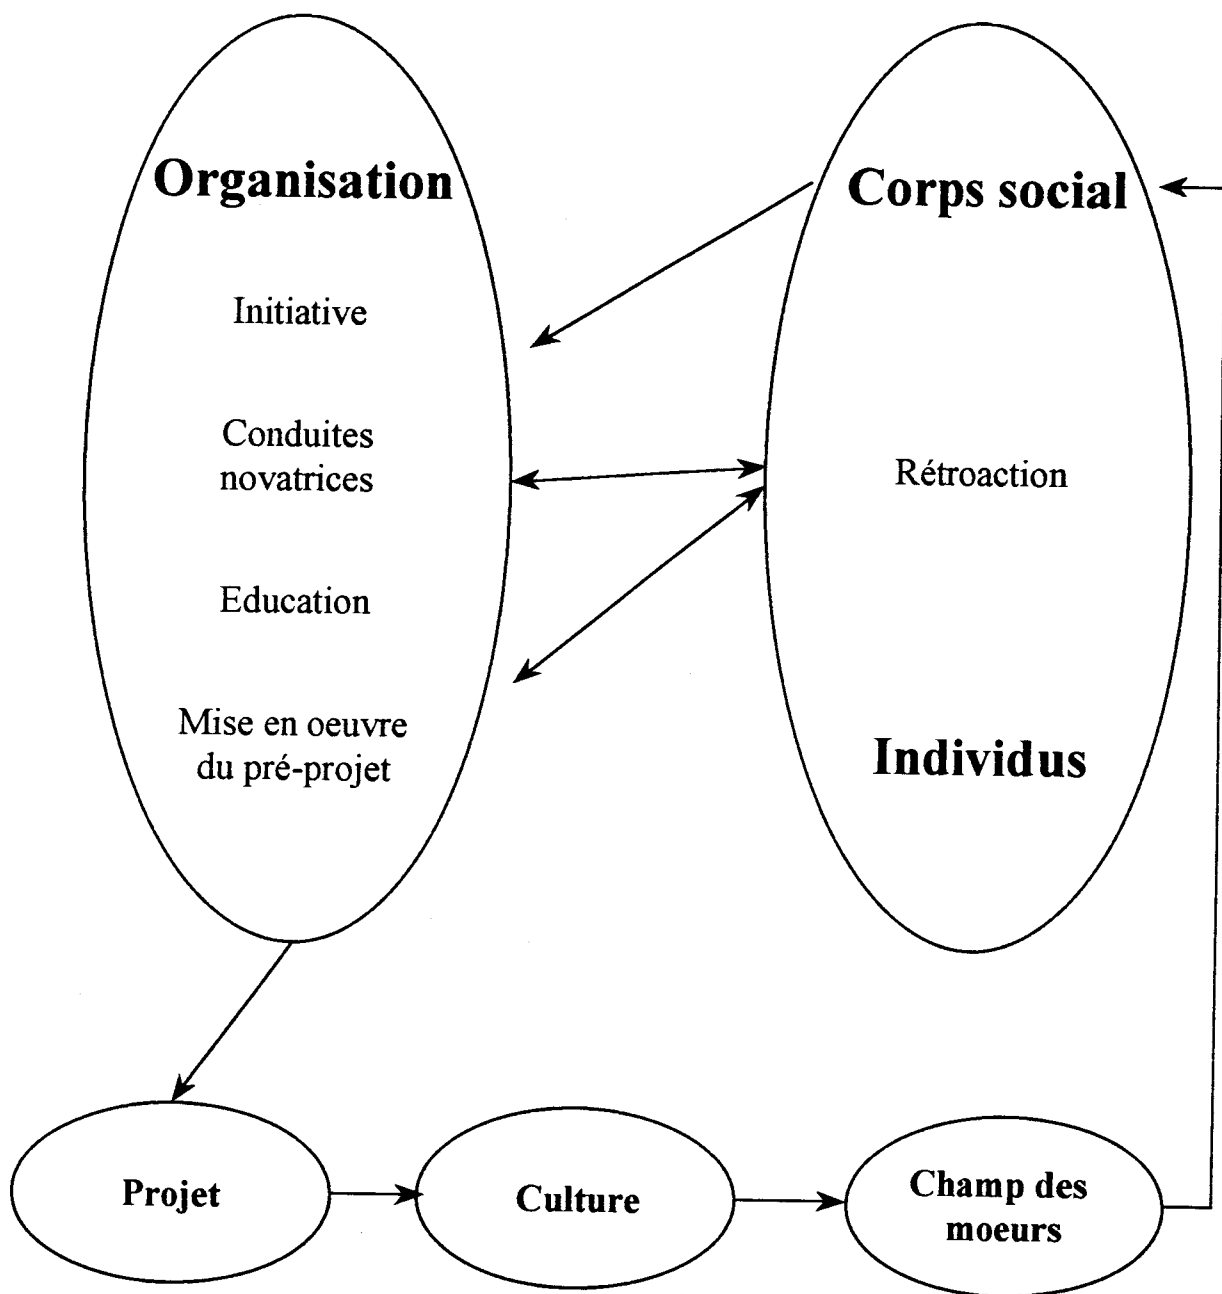 Organisation
Initiative
Conduites
novatrices
Education
Mise en oeuvre
du pré-projet
Corps social
Rétroaction
Individus
Projet
Culture
Champ des
moeurs